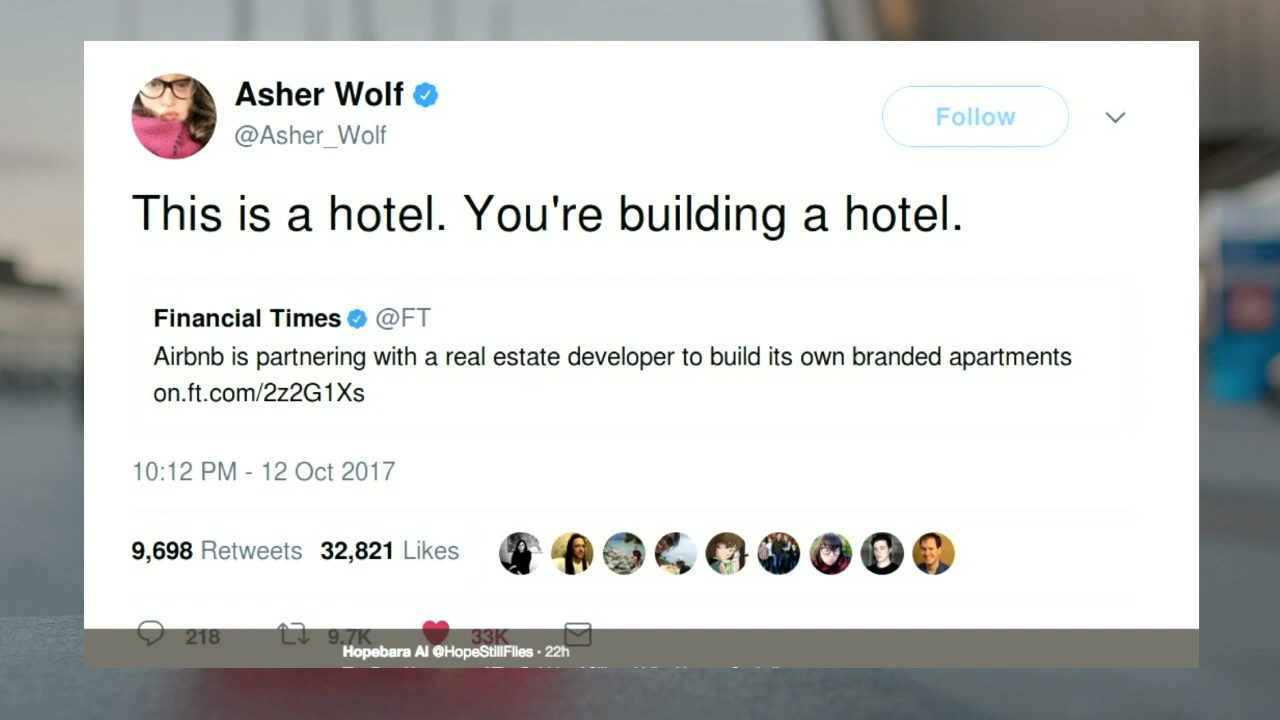 Asher Wolf
@Asher_Wolf
Follow
This is a hotel. You're building a hotel.
Financial Times @FT
Airbnb is partnering with a real estate developer to build its own branded apartments
on.ft.com/2z2G1Xs
10:12 PM - 12 Oct 2017
9,698 Retweets 32,821 Likes
218 9.7K 33K
Hopebara Al @HopeStillFlies · 22h